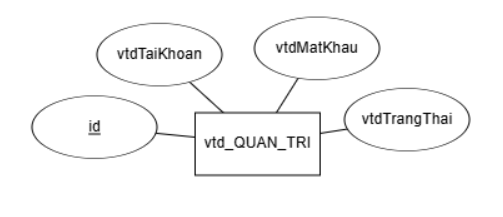 vtdTaiKhoan
vtdMatKhau
id
vtd_QUAN_TRI
vtdTrangThai